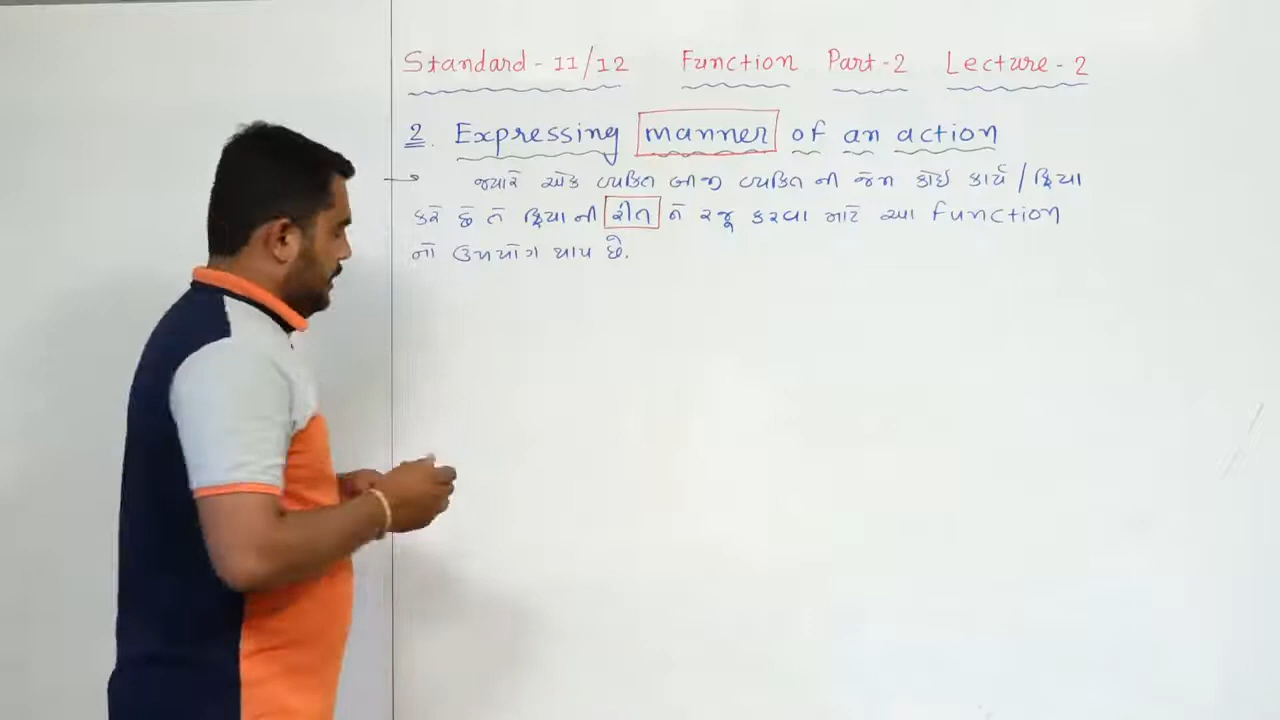 Standard - 11/12 Function Part-2 Lecture-2
2. Expressing manner of an action
→ જ્યારે એક વ્યકિત બીજી વ્યકિત ની જેમ કોઈ કાર્ય / ક્રિયા
કરે છે તે ક્રિયા ની રીત ને રજૂ કરવા માટે આ Function
નો ઉપયોગ થાય છે.